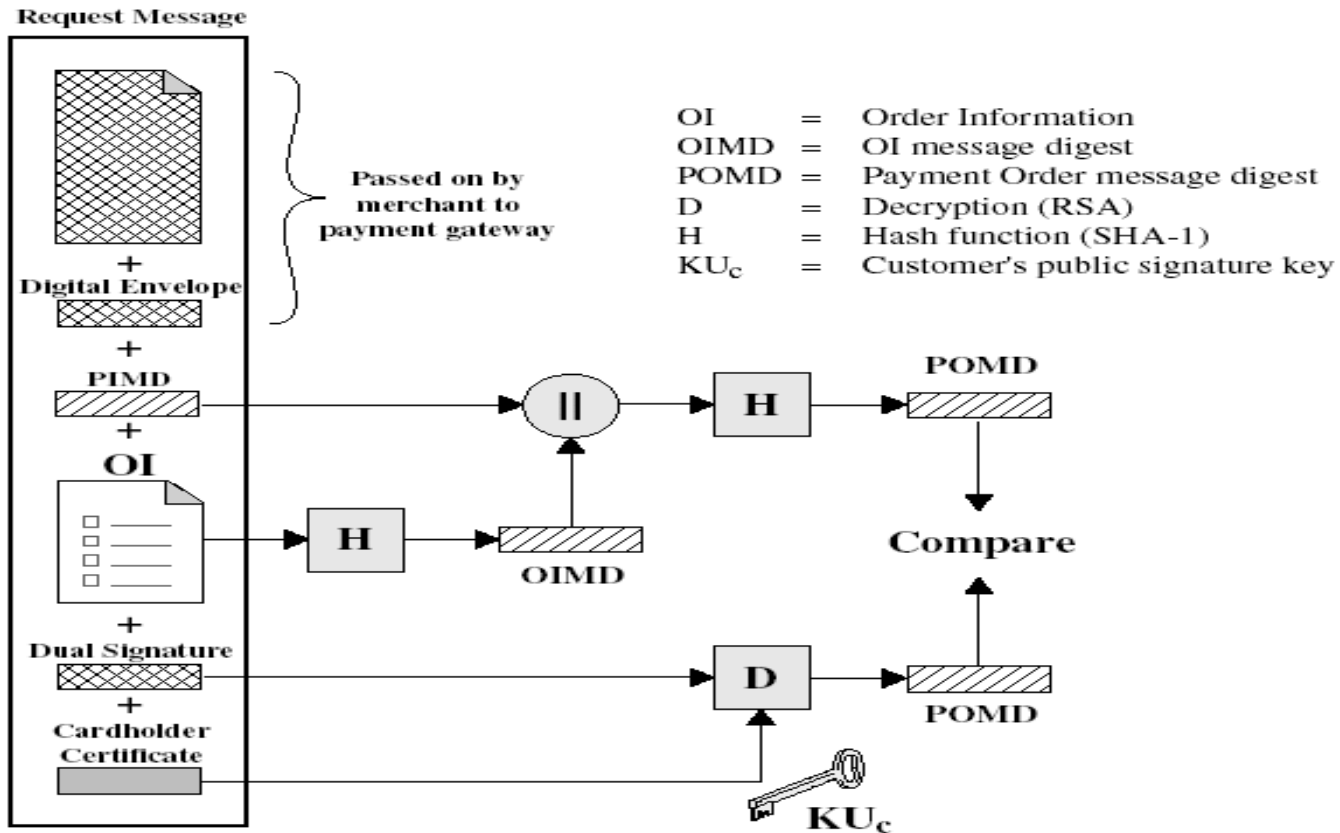 Request Message
Passed on by
merchant to
payment gateway
+
Digital Envelope
+
PIMD
+
OI
+
Dual Signature
+
Cardholder
Certificate
OI = Order Information
OIMD = OI message digest
POMD = Payment Order message digest
D = Decryption (RSA)
H = Hash function (SHA-1)
KUc = Customer's public signature key
||
H
POMD
H
OIMD
Compare
D
POMD
KUc